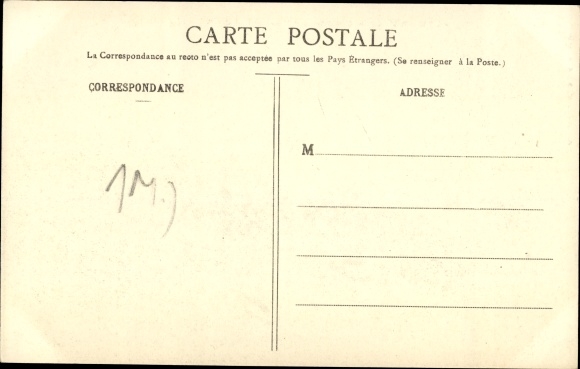 CARTE POSTALE
La Correspondance au recto n'est pas acceptée par tous les Pays Étrangers. (Se renseigner à la Poste.)
CORRESPONDANCE
ADRESSE
M